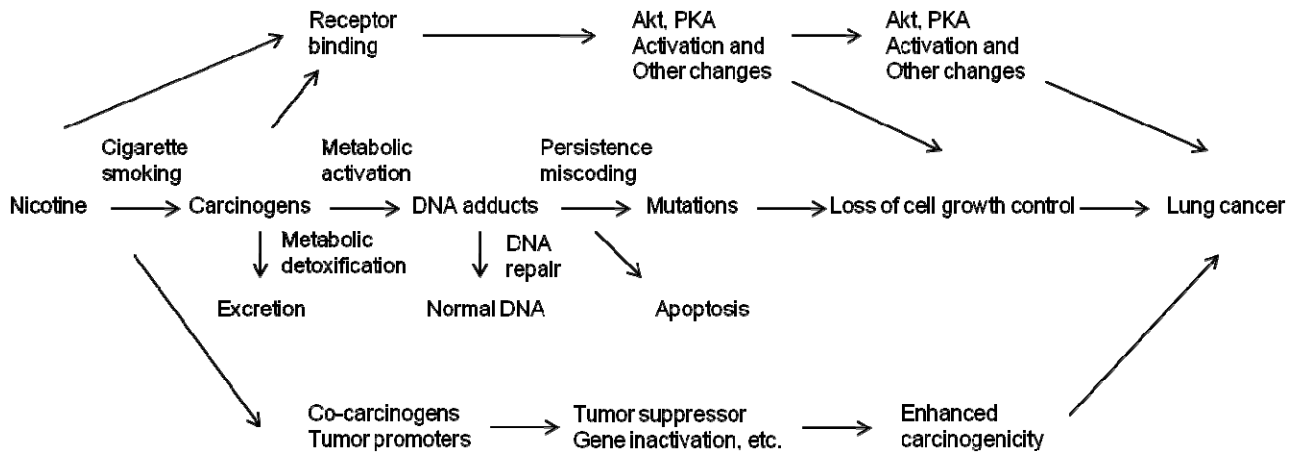 Receptor
binding
Akt, PKA
Activation and
Other changes
Akt, PKA
Activation and
Other changes
Cigarette
smoking
Metabolic
activation
Persistence
miscoding
Nicotine
Carcinogens
DNA adducts
Mutations
Loss of cell growth control
Lung cancer
Metabolic
detoxification
DNA
repair
Excretion
Normal DNA
Apoptosis
Co-carcinogens
Tumor promoters
Tumor suppressor
Gene inactivation, etc.
Enhanced
carcinogenicity